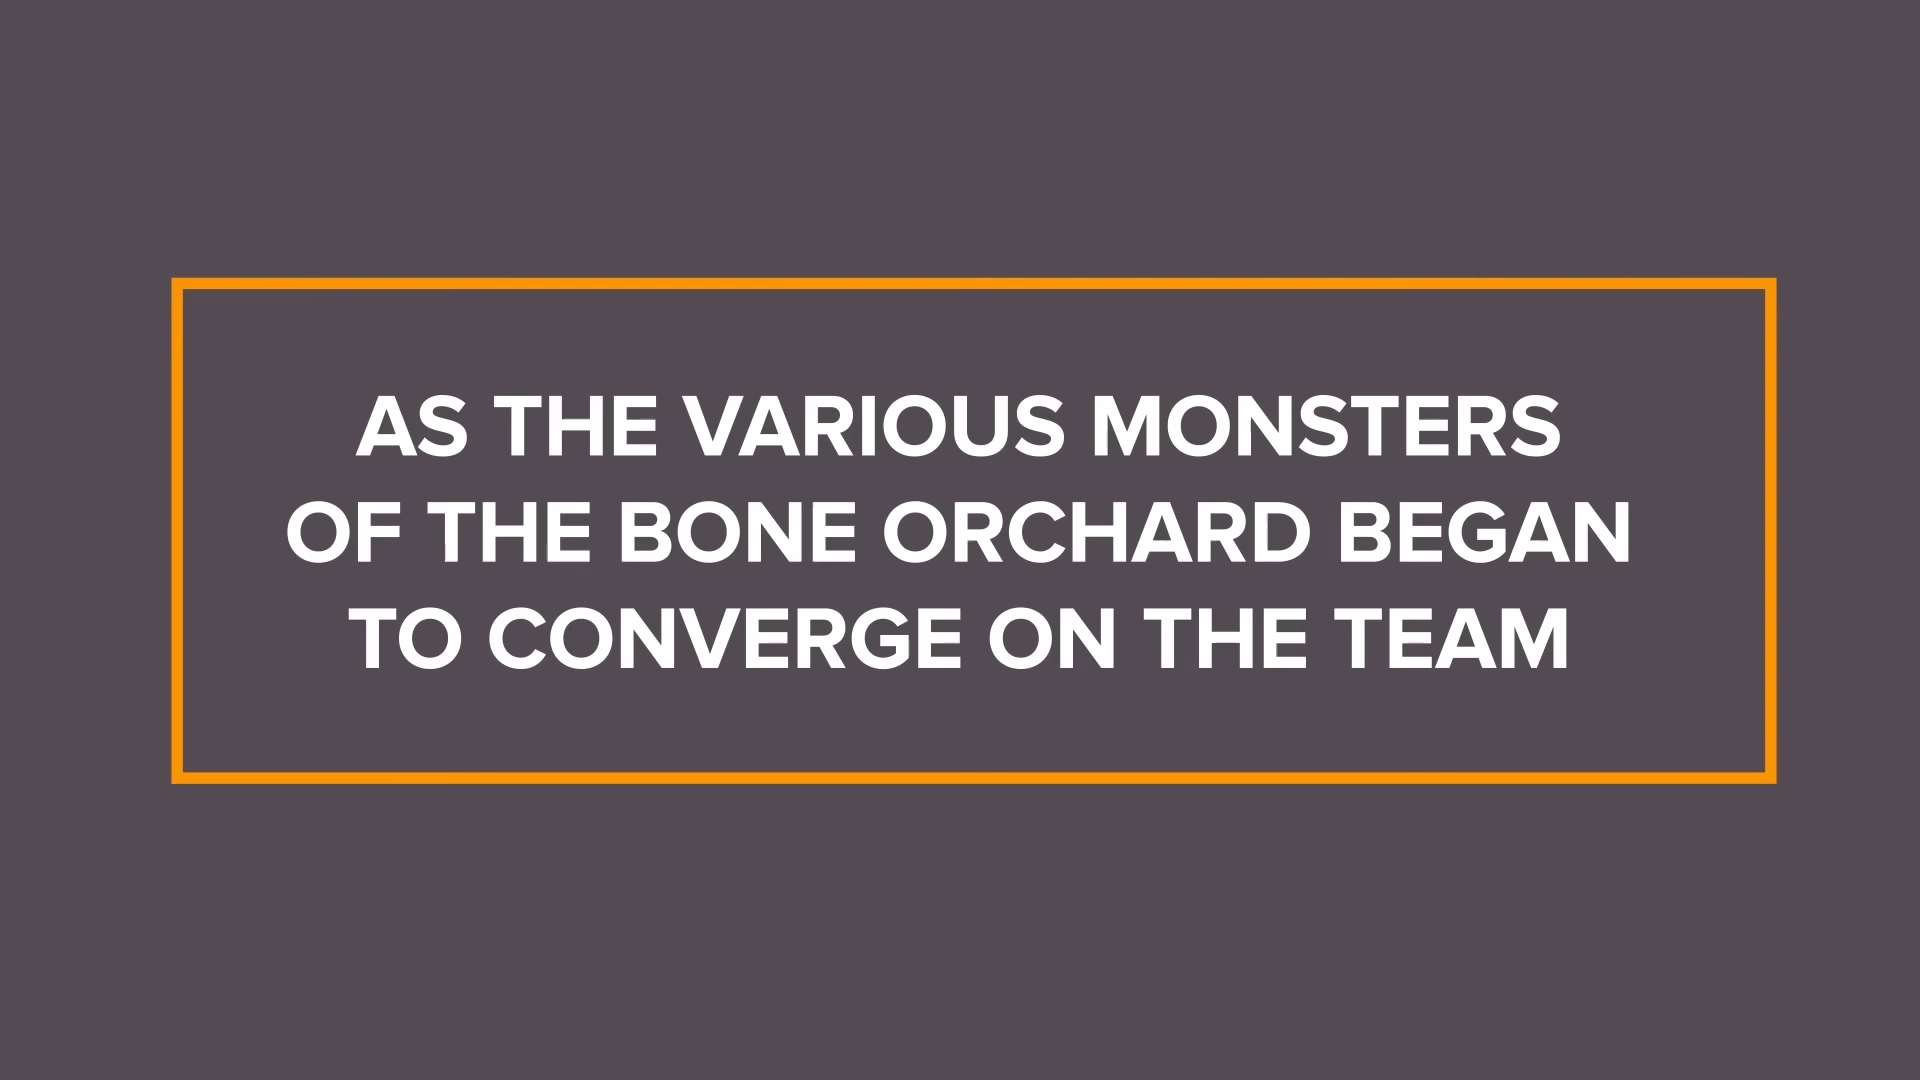 AS THE VARIOUS MONSTERS
OF THE BONE ORCHARD BEGAN
TO CONVERGE ON THE TEAM